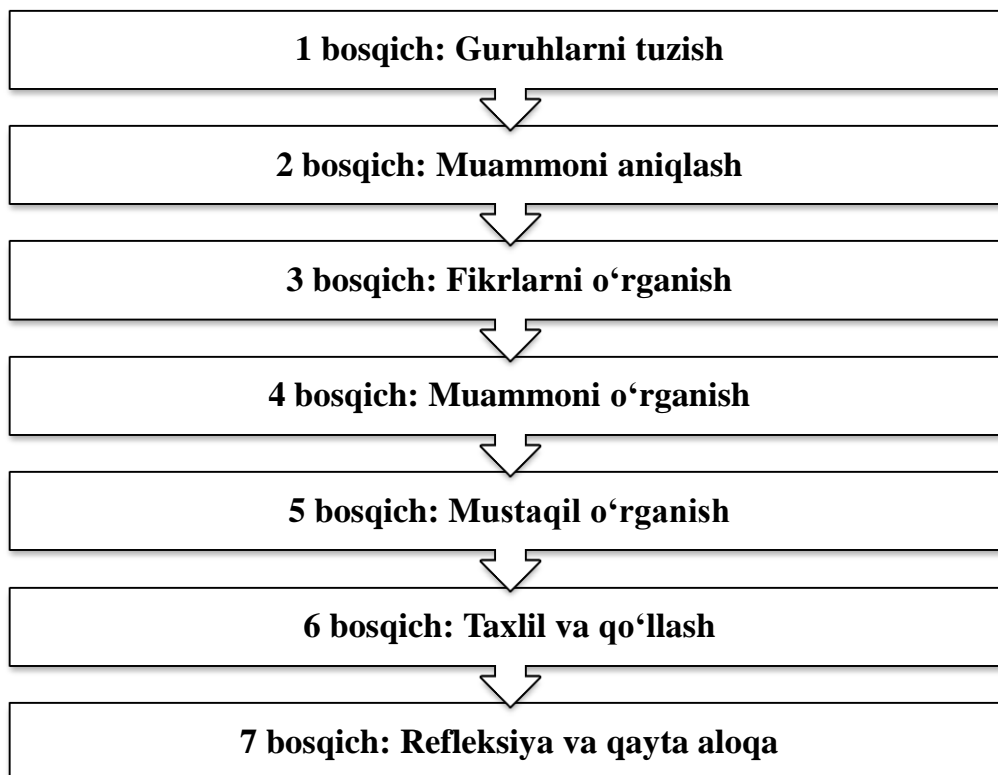 1 bosqich: Guruhlarni tuzish
2 bosqich: Muammoni aniqlash
3 bosqich: Fikrlarni o‘rganish
4 bosqich: Muammoni o‘rganish
5 bosqich: Mustaqil o‘rganish
6 bosqich: Taxlil va qo‘llash
7 bosqich: Refleksiya va qayta aloqa